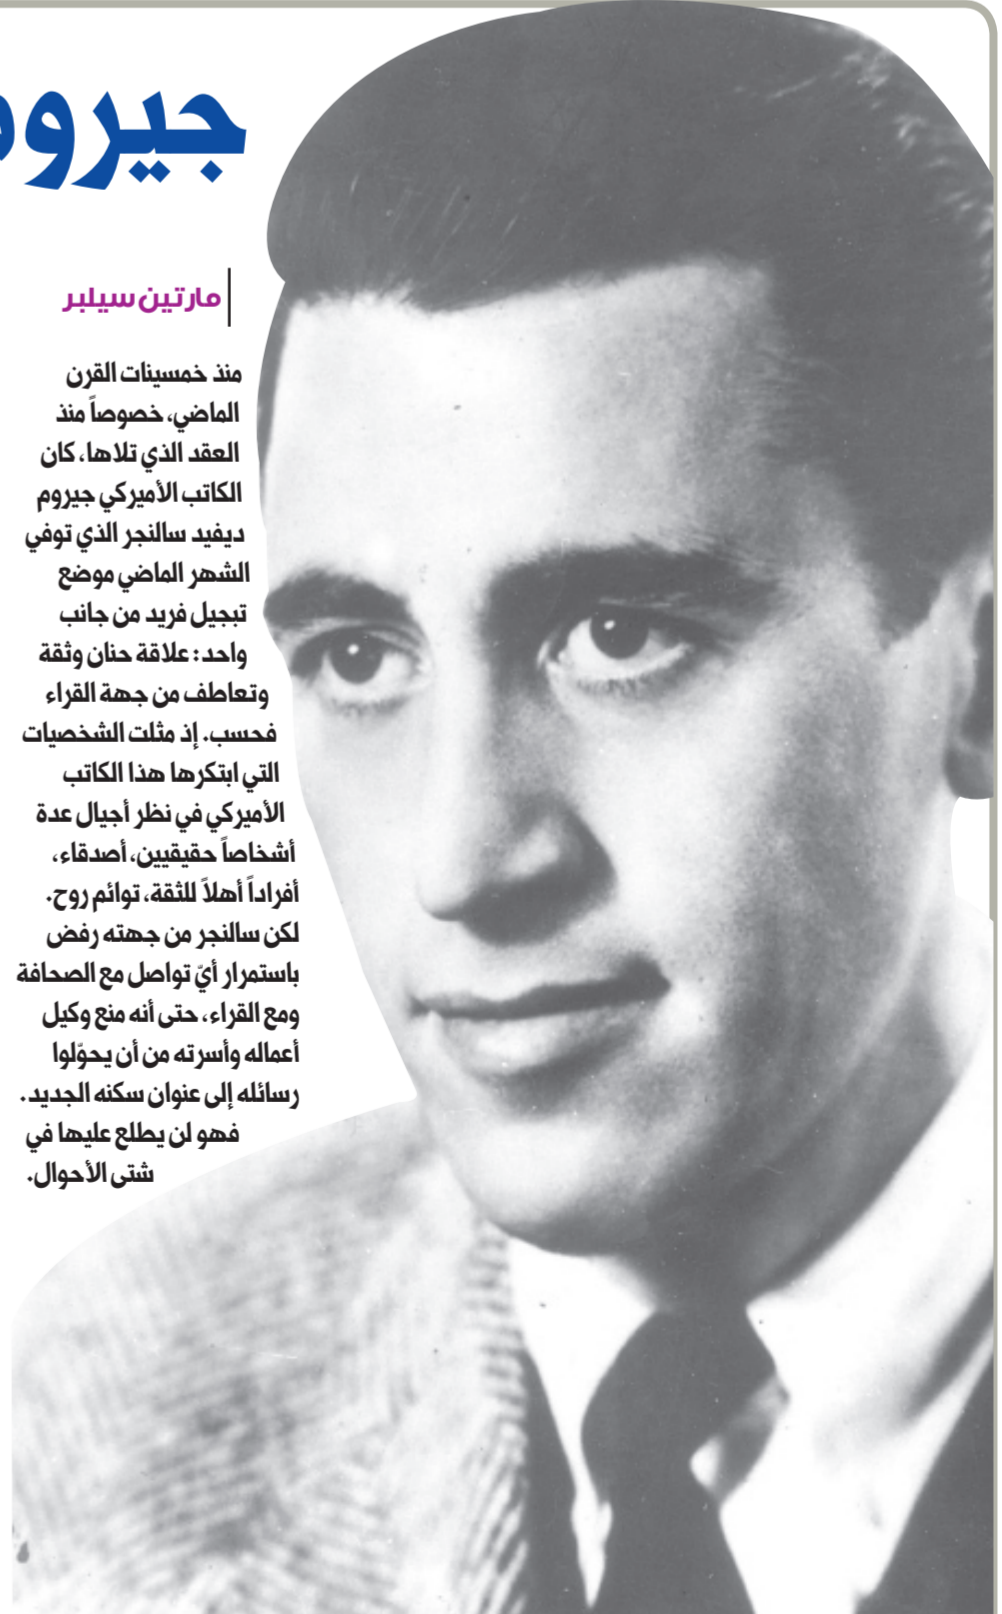 جيروم
مارتين سيلبر
منذ خمسينات القرن
الماضي، خصوصاً منذ
العقد الذي تلاها، كان
الكاتب الأميركي جيروم
ديفيد سالنجر الذي توفي
الشهر الماضي موضع
تبجيل فريد من جانب
واحد: علاقة حنان وثقة
وتعاطف من جهة القراء
فحسب. إذ مثلت الشخصيات
التي ابتكرها هذا الكاتب
الأميركي في نظر أجيال عدة
أشخاصاً حقيقيين، أصدقاء،
أفراداً أهلاً للثقة، توائم روح.
لكن سالنجر من جهته رفض
باستمرار أيّ تواصل مع الصحافة
ومع القراء، حتى أنه منع وكيل
أعماله وأسرته من أن يحوّلوا
رسائله إلى عنوان سكنه الجديد.
فهو لن يطلع عليها في
شتى الأحوال.